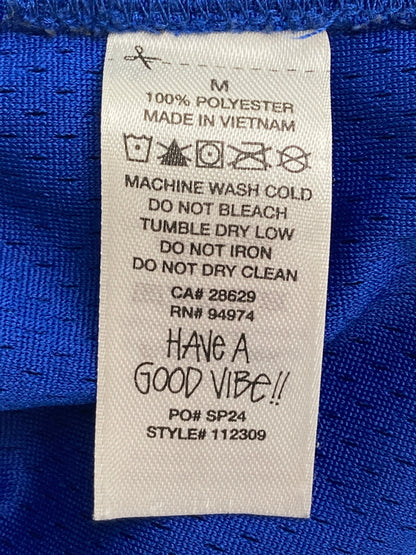 M
100% POLYESTER
MADE IN VIETNAM
MACHINE WASH COLD
DO NOT BLEACH
TUMBLE DRY LOW
DO NOT IRON
DO NOT DRY CLEAN
CA# 28629
RN# 94974
HAVE A
GOOD VIBE!!
PO# SP24
STYLE# 112309